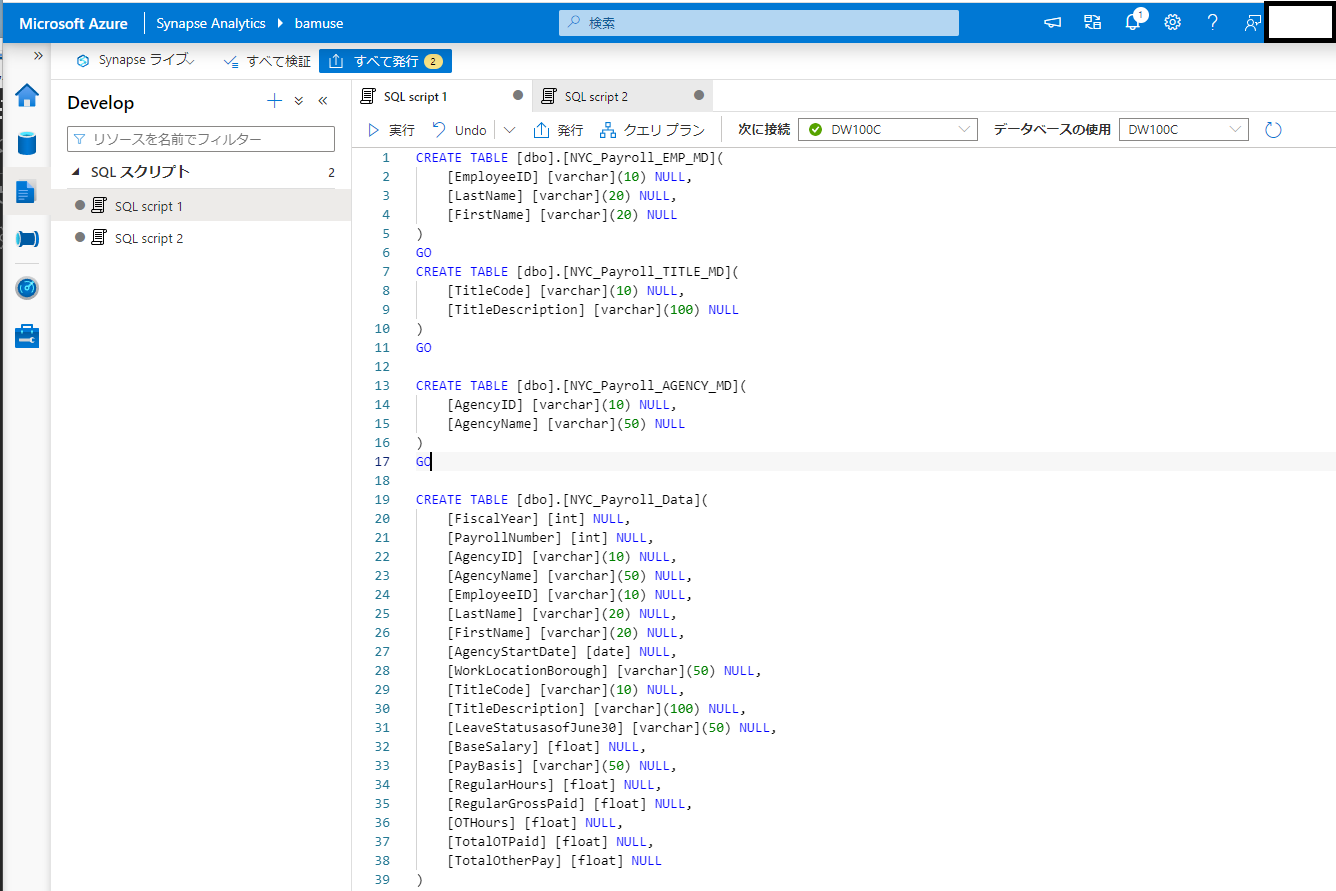 Microsoft Azure
Synapse Analytics
bamuse
検索
1
Synapse ライブ
すべて検証
すべて発行
2
Develop
リソースを名前でフィルター
SQL スクリプト
2
SQL script 1
SQL script 2
SQL script 1
SQL script 2
実行
Undo
発行
クエリ プラン
次に接続
DW100C
データベースの使用
DW100C
1 CREATE TABLE [dbo].[NYC_Payroll_EMP_MD](
2 [EmployeeID] [varchar](10) NULL,
3 [LastName] [varchar](20) NULL,
4 [FirstName] [varchar](20) NULL
5 )
6 GO
7 CREATE TABLE [dbo].[NYC_Payroll_TITLE_MD](
8 [TitleCode] [varchar](10) NULL,
9 [TitleDescription] [varchar](100) NULL
10 )
11 GO
12
13 CREATE TABLE [dbo].[NYC_Payroll_AGENCY_MD](
14 [AgencyID] [varchar](10) NULL,
15 [AgencyName] [varchar](50) NULL
16 )
17 GO
18
19 CREATE TABLE [dbo].[NYC_Payroll_Data](
20 [FiscalYear] [int] NULL,
21 [PayrollNumber] [int] NULL,
22 [AgencyID] [varchar](10) NULL,
23 [AgencyName] [varchar](50) NULL,
24 [EmployeeID] [varchar](10) NULL,
25 [LastName] [varchar](20) NULL,
26 [FirstName] [varchar](20) NULL,
27 [AgencyStartDate] [date] NULL,
28 [WorkLocationBorough] [varchar](50) NULL,
29 [TitleCode] [varchar](10) NULL,
30 [TitleDescription] [varchar](100) NULL,
31 [LeaveStatusasofJune30] [varchar](50) NULL,
32 [BaseSalary] [float] NULL,
33 [PayBasis] [varchar](50) NULL,
34 [RegularHours] [float] NULL,
35 [RegularGrossPaid] [float] NULL,
36 [OTHours] [float] NULL,
37 [TotalOTPaid] [float] NULL,
38 [TotalOtherPay] [float] NULL
39 )